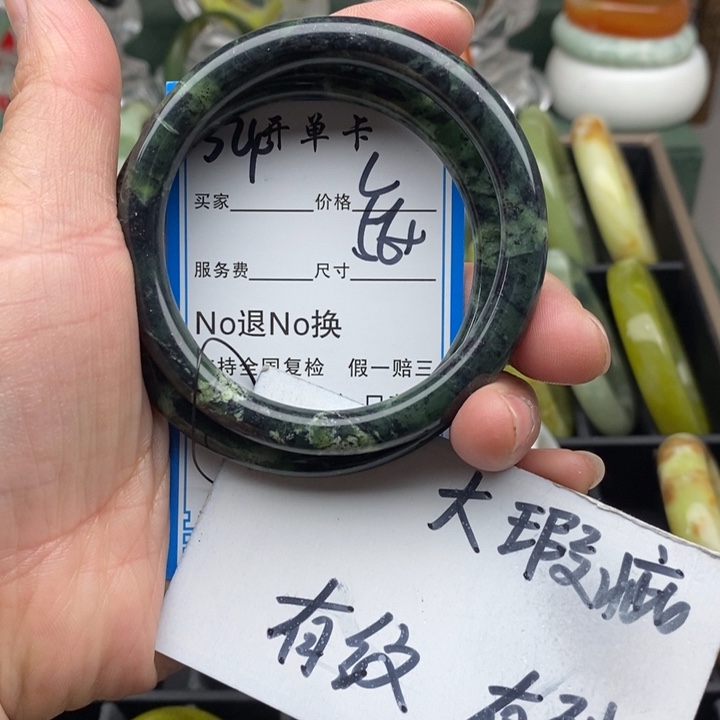 开单卡
买家 价格
服务费 尺寸
No退No换
持全国复检 假一赔三
大瑕疵
有纹
有